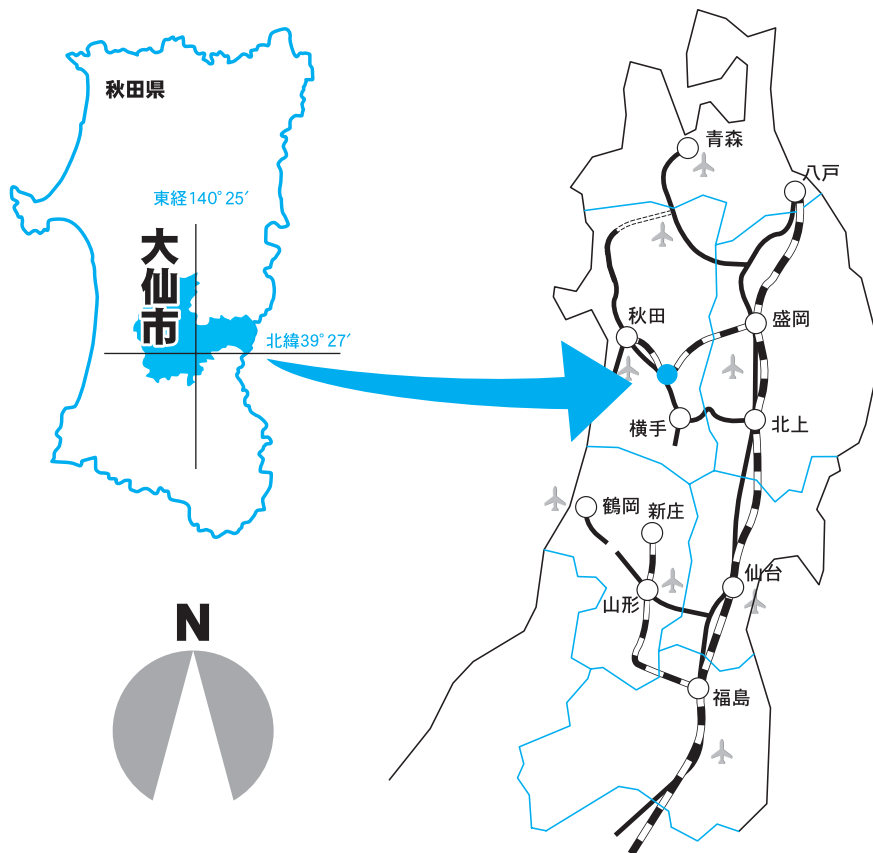 秋田県
東経140°25′
大仙市
北緯39°27′
N
青森
八戸
秋田
盛岡
横手
北上
鶴岡
新庄
仙台
山形
福島